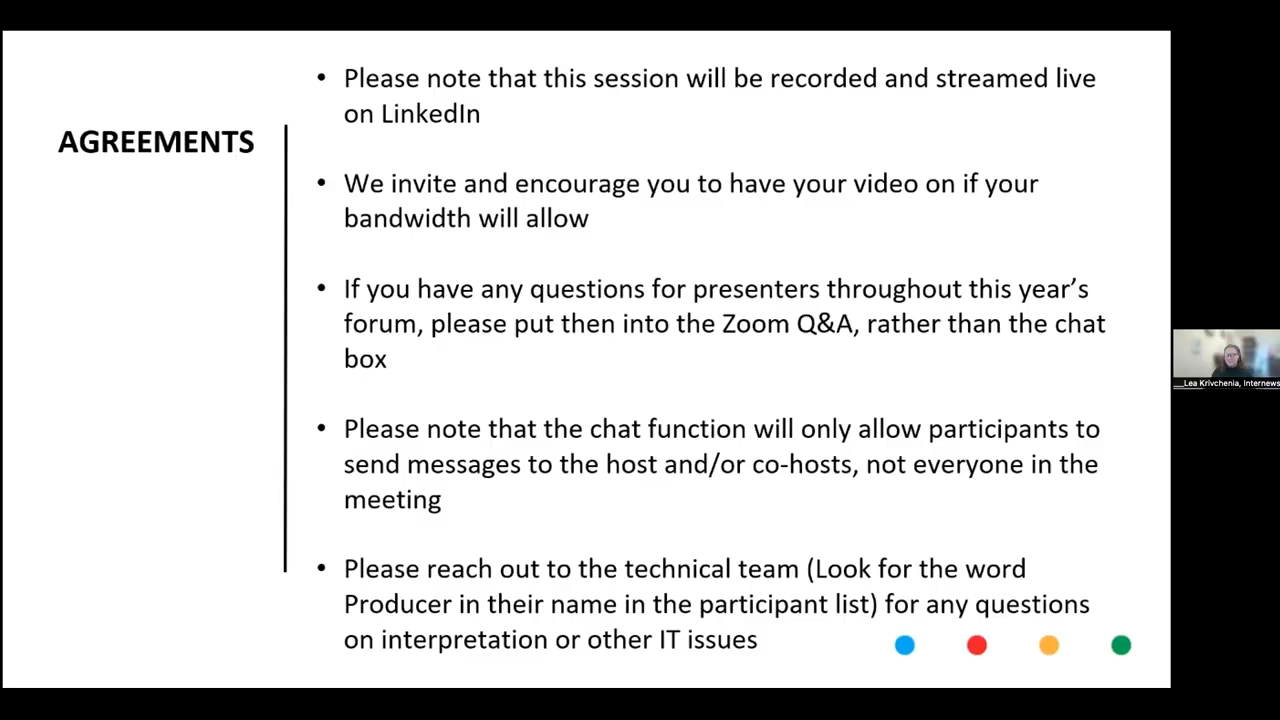 AGREEMENTS
• Please note that this session will be recorded and streamed live
on LinkedIn
• We invite and encourage you to have your video on if your
bandwidth will allow
• If you have any questions for presenters throughout this year's
forum, please put then into the Zoom Q&A, rather than the chat
box
• Please note that the chat function will only allow participants to
send messages to the host and/or co-hosts, not everyone in the
meeting
• Please reach out to the technical team (Look for the word
Producer in their name in the participant list) for any questions
on interpretation or other IT issues
__Lea Krivchenia, Internews